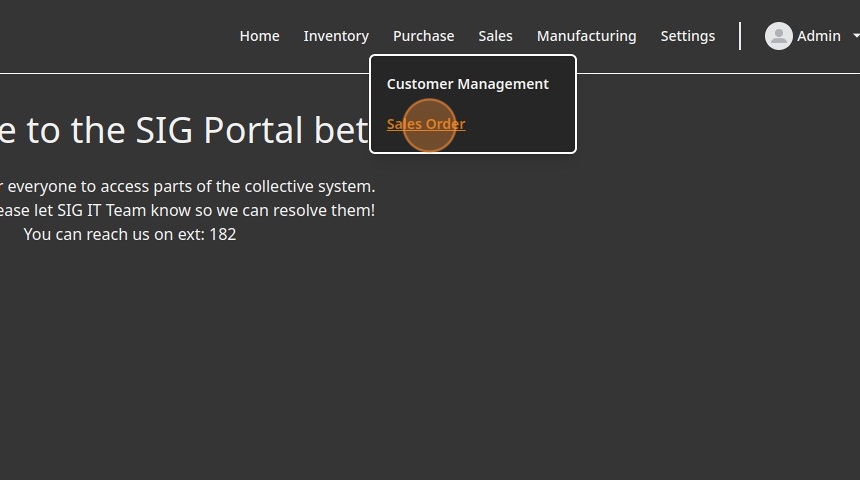 Home Inventory Purchase Sales Manufacturing Settings Admin
Customer Management
Sales Order
e to the SIG Portal bet
r everyone to access parts of the collective system.
ease let SIG IT Team know so we can resolve them!
You can reach us on ext: 182